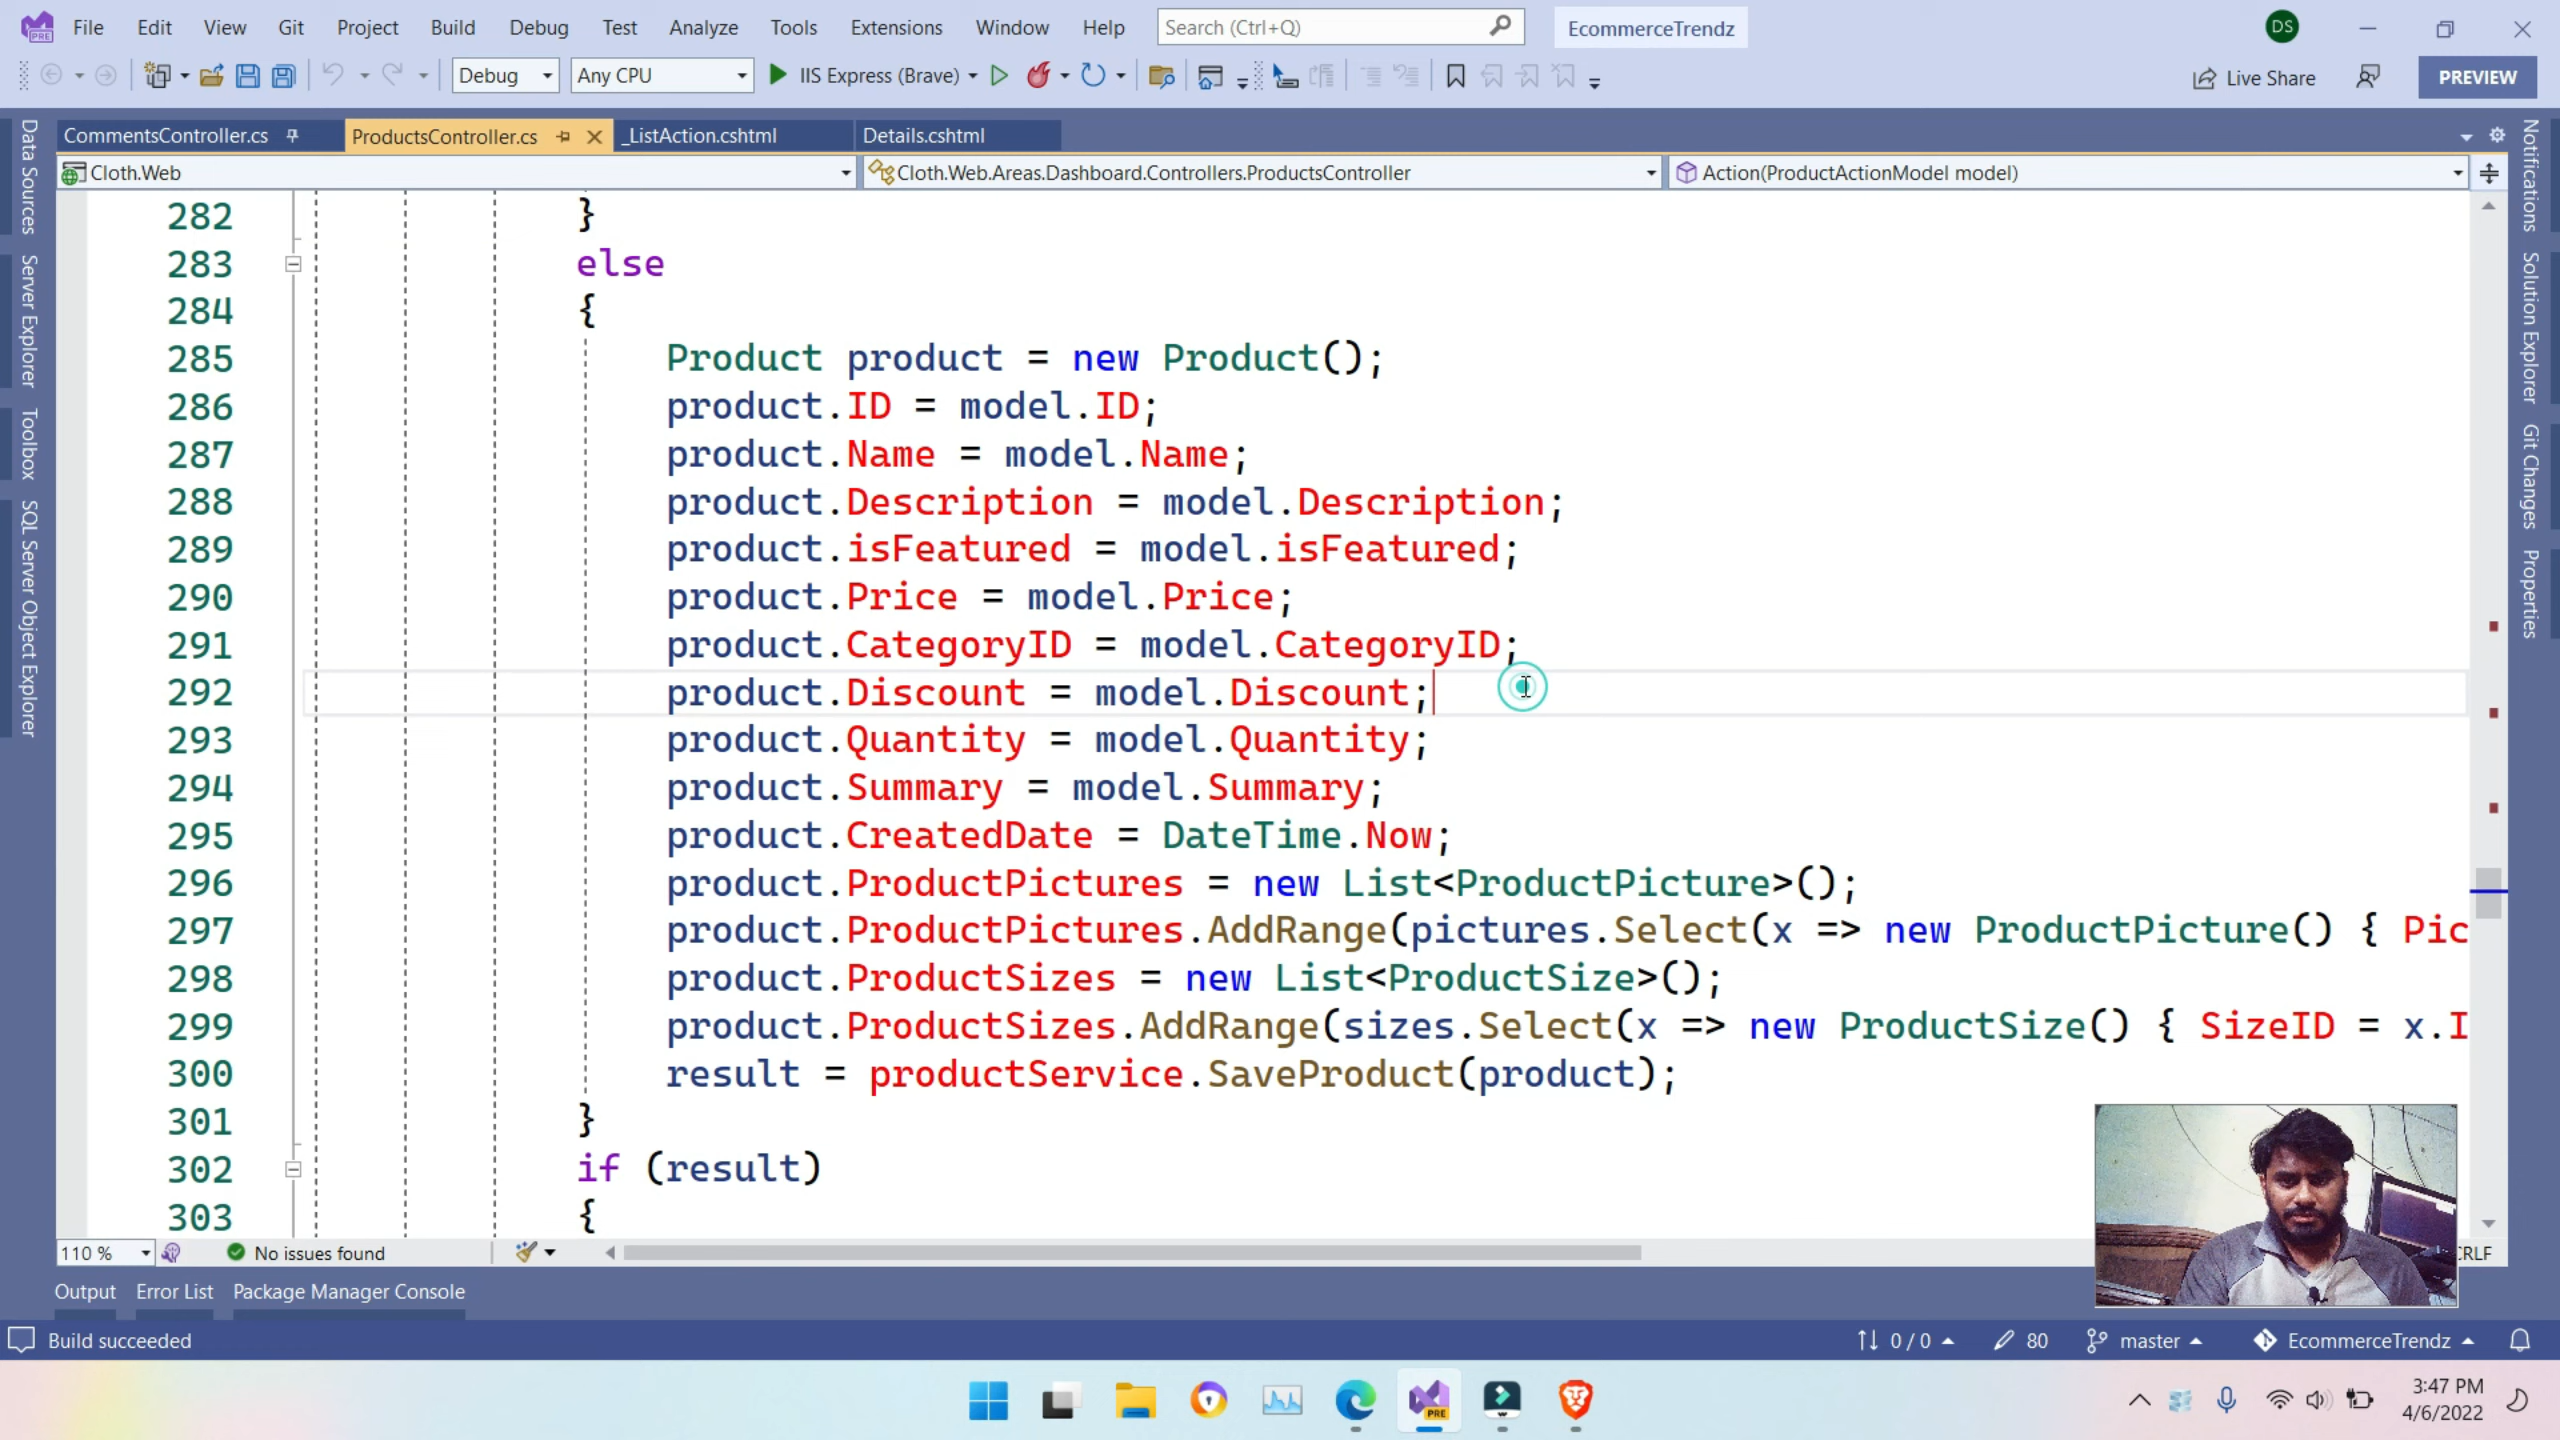 File Edit View Git Project Build Debug Test Analyze Tools Extensions Window Help Search (Ctrl+Q) EcommerceTrendz DS
Debug Any CPU IIS Express (Brave) Live Share PREVIEW
CommentsController.cs ProductsController.cs _ListAction.cshtml Details.cshtml
Cloth.Web Cloth.Web.Areas.Dashboard.Controllers.ProductsController Action(ProductActionModel model)
Data Sources
Server Explorer
Toolbox
SQL Server Object Explorer
282 }
283 else
284 {
285 Product product = new Product();
286 product.ID = model.ID;
287 product.Name = model.Name;
288 product.Description = model.Description;
289 product.isFeatured = model.isFeatured;
290 product.Price = model.Price;
291 product.CategoryID = model.CategoryID;
292 product.Discount = model.Discount;
293 product.Quantity = model.Quantity;
294 product.Summary = model.Summary;
295 product.CreatedDate = DateTime.Now;
296 product.ProductPictures = new List<ProductPicture>();
297 product.ProductPictures.AddRange(pictures.Select(x => new ProductPicture() { Pic
298 product.ProductSizes = new List<ProductSize>();
299 product.ProductSizes.AddRange(sizes.Select(x => new ProductSize() { SizeID = x.I
300 result = productService.SaveProduct(product);
301 }
302 if (result)
303 {
Notifications
Solution Explorer
Git Changes
Properties
110 % No issues found CRLF
Output Error List Package Manager Console
Build succeeded 0 / 0 80 master EcommerceTrendz
PRE
3:47 PM
4/6/2022